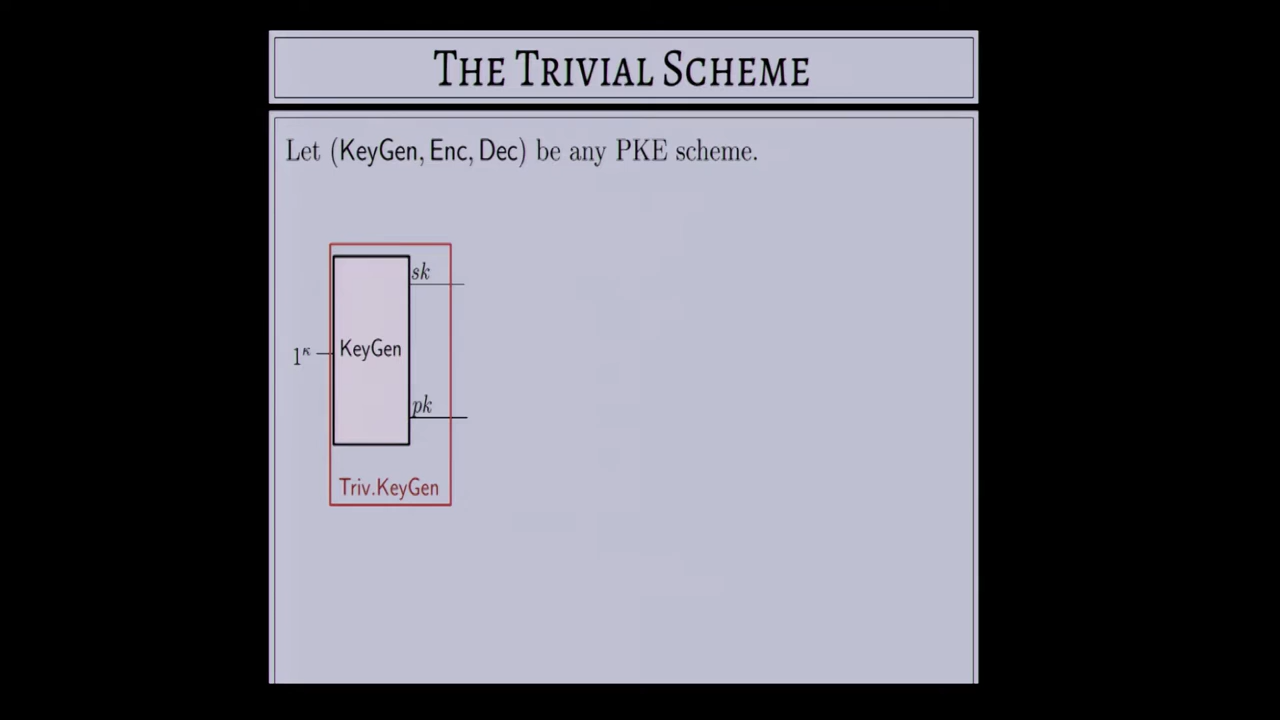 THE TRIVIAL SCHEME
Let (KeyGen, Enc, Dec) be any PKE scheme.
sk
1^κ
KeyGen
pk
Triv.KeyGen